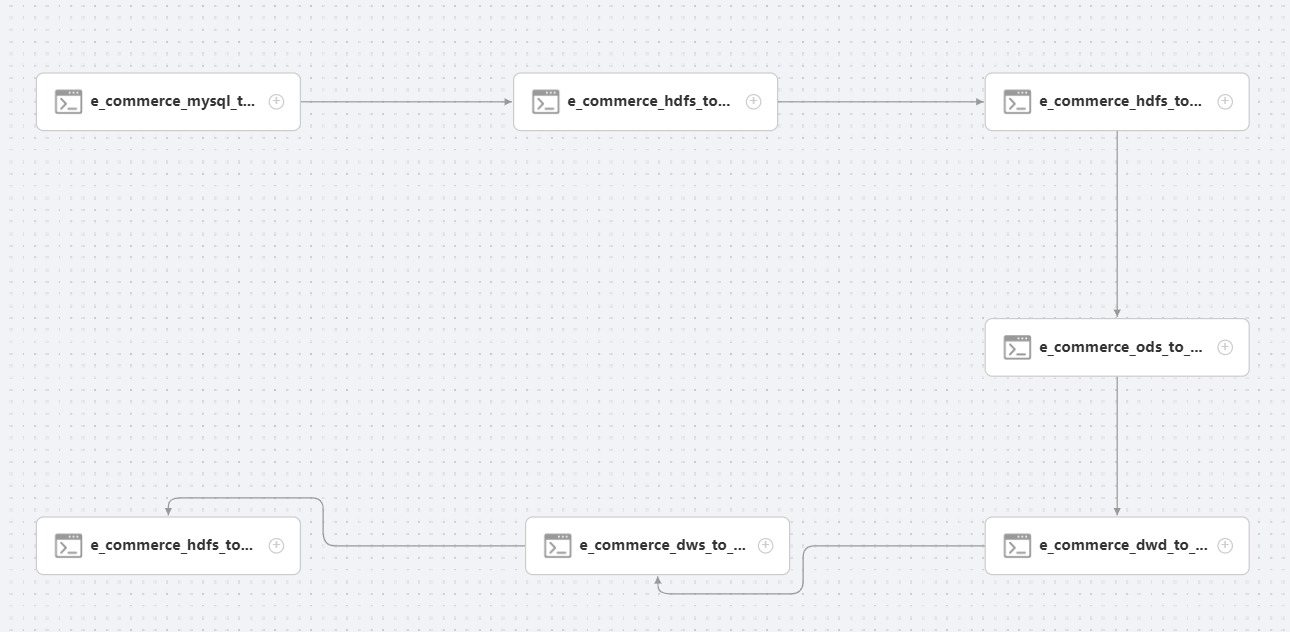 e_commerce_mysql_t...
e_commerce_hdfs_to...
e_commerce_hdfs_to...
e_commerce_ods_to_...
e_commerce_hdfs_to...
e_commerce_dws_to_...
e_commerce_dwd_to_...